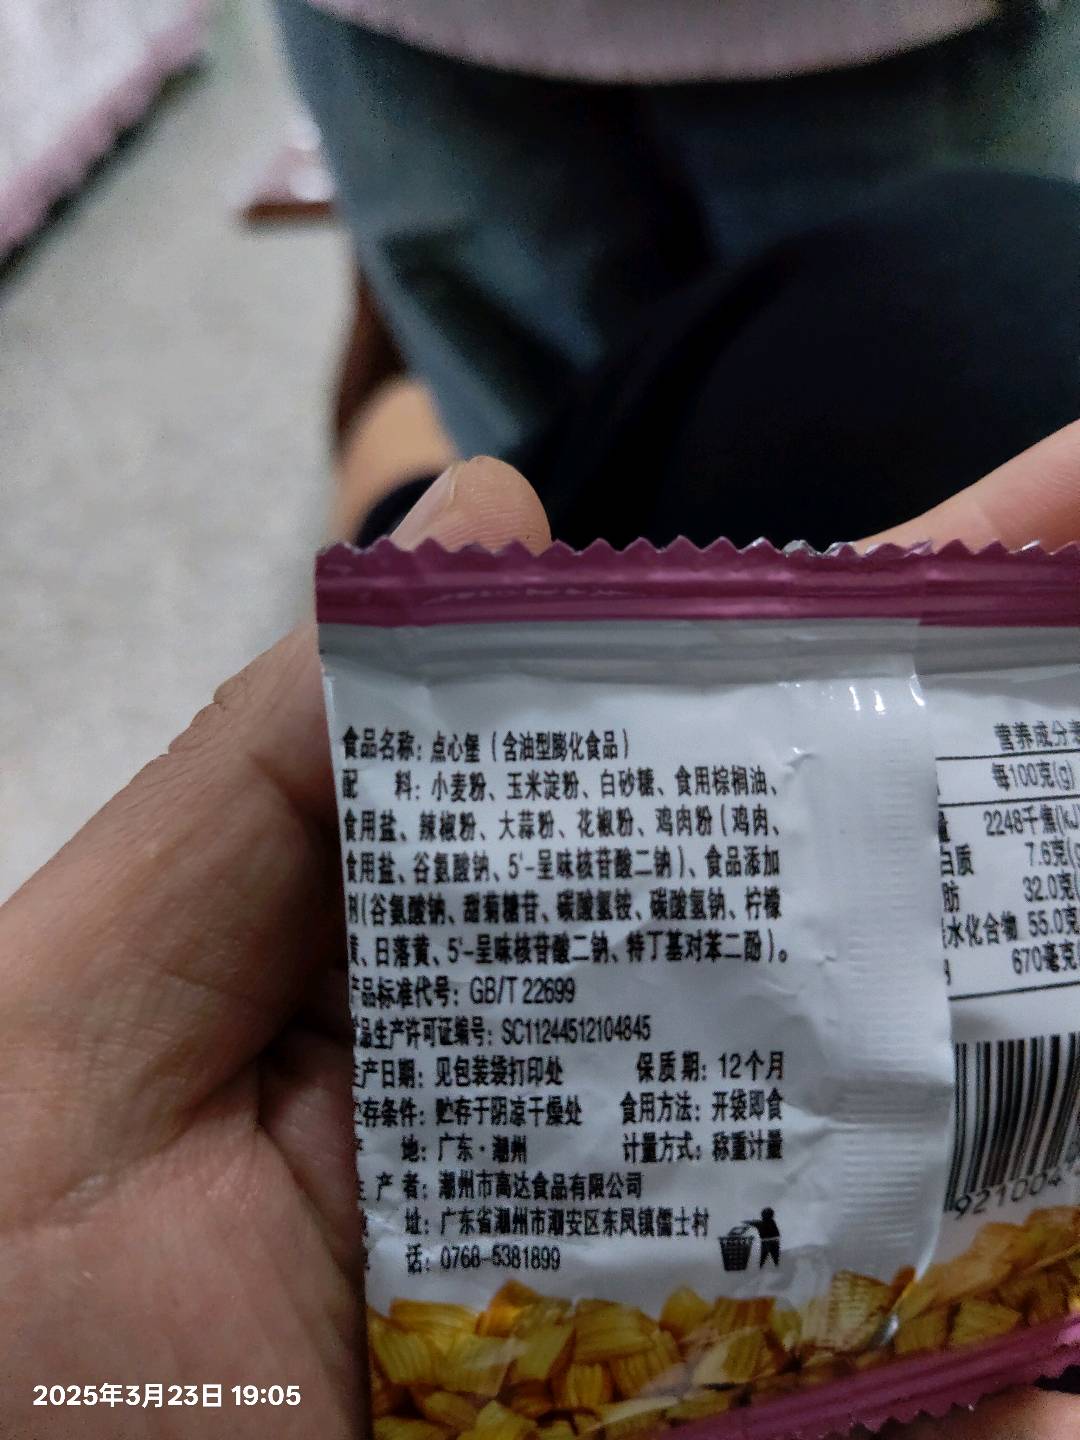 食品名称：点心堡（含油型膨化食品）
配 料：小麦粉、玉米淀粉、白砂糖、食用棕榈油、
食用盐、辣椒粉、大蒜粉、花椒粉、鸡肉粉（鸡肉、
食用盐、谷氨酸钠、5'-呈味核苷酸二钠）、食品添加
剂（谷氨酸钠、甜菊糖苷、碳酸氢铵、碳酸氢钠、柠檬
黄、日落黄、5'-呈味核苷酸二钠、特丁基对苯二酚）。
产品标准代号：GB/T 22699
食品生产许可证编号：SC11244512104845
生产日期：见包装袋打印处 保质期：12个月
贮存条件：贮存于阴凉干燥处 食用方法：开袋即食
产 地：广东·潮州 计量方式：称重计量
生 产 者：潮州市高达食品有限公司
地 址：广东省潮州市潮安区东凤镇儒士村
话：0768-5381899
营养成分表
每100克(g)
量 2248千焦(kJ)
白质 7.6克(g
肪 32.0克(
水化合物 55.0克
670毫克
921004
2025年3月23日 19:05